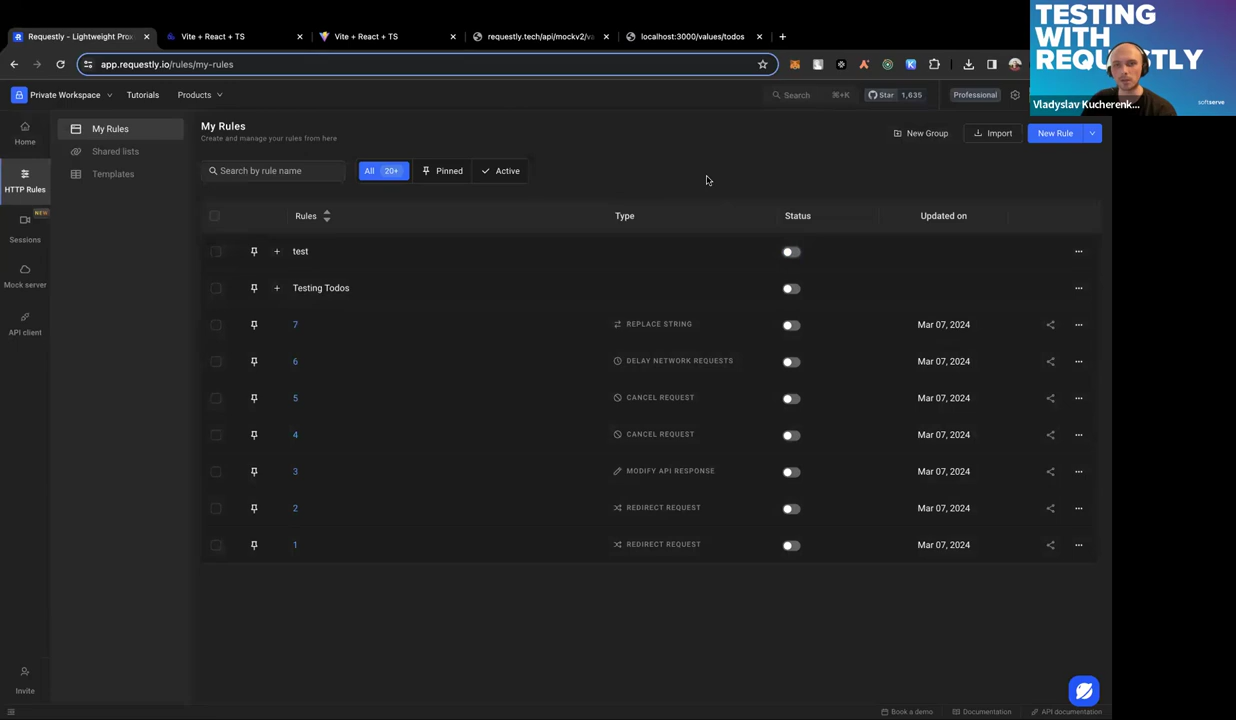 Requestly - Lightweight Prox
Vite + React + TS
Vite + React + TS
requestly.tech/api/mockv2/va
localhost:3000/values/todos
app.requestly.io/rules/my-rules
TESTING
WITH
REQUESTLY
Vladyslav Kucherenk...
softserve
Private Workspace
Tutorials
Products
Search
⌘+K
Star
1,635
Professional
Home
HTTP Rules
NEW
Sessions
Mock server
API client
Invite
My Rules
Shared lists
Templates
My Rules
Create and manage your rules from here
New Group
Import
New Rule
Search by rule name
All 20+
Pinned
Active
Rules Type Status Updated on
test
Testing Todos
7 REPLACE STRING Mar 07, 2024
6 DELAY NETWORK REQUESTS Mar 07, 2024
5 CANCEL REQUEST Mar 07, 2024
4 CANCEL REQUEST Mar 07, 2024
3 MODIFY API RESPONSE Mar 07, 2024
2 REDIRECT REQUEST Mar 07, 2024
1 REDIRECT REQUEST Mar 07, 2024
Book a demo
Documentation
API documentation